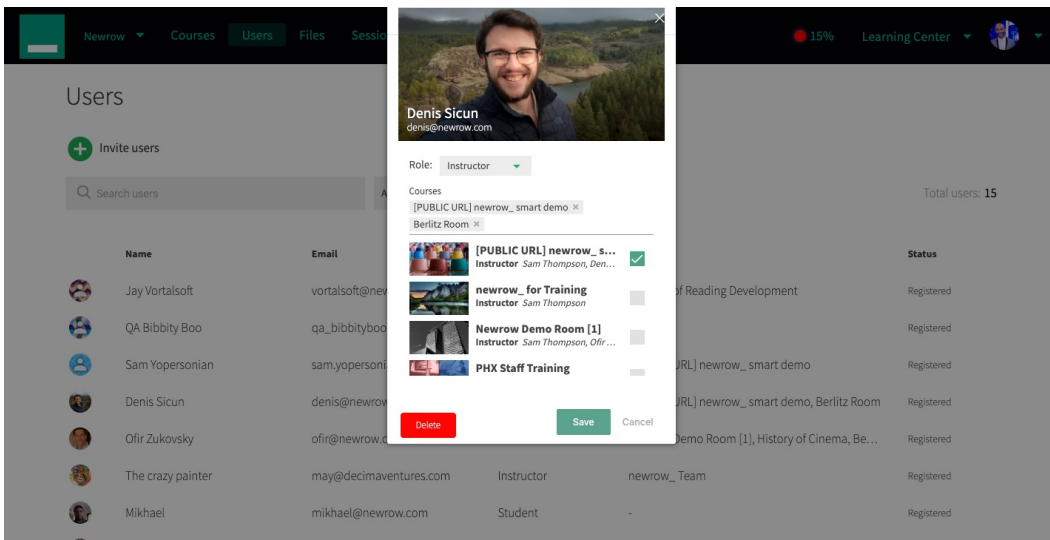 Newrow Courses Users Files Sessio 15% Learning Center
Users
Invite users
Search users A Total users: 15
Denis Sicun
denis@newrow.com
Role: Instructor
Courses
[PUBLIC URL] newrow_ smart demo ×
Berlitz Room ×
[PUBLIC URL] newrow_ s...
Instructor Sam Thompson, Den...
newrow_ for Training
Instructor Sam Thompson
Newrow Demo Room [1]
Instructor Sam Thompson, Ofir ...
PHX Staff Training
Delete Save Cancel
Name Email Status
Jay Vortalsoft vortalsoft@new of Reading Development Registered
QA Bibbity Boo qa_bibbityboo Registered
Sam Yopersonian sam.yopersoni URL] newrow_ smart demo Registered
Denis Sicun denis@newrow URL] newrow_ smart demo, Berlitz Room Registered
Ofir Zukovsky ofir@newrow.c Demo Room [1], History of Cinema, Be... Registered
The crazy painter may@decimaventures.com Instructor newrow_ Team Registered
Mikhael mikhael@newrow.com Student - Registered